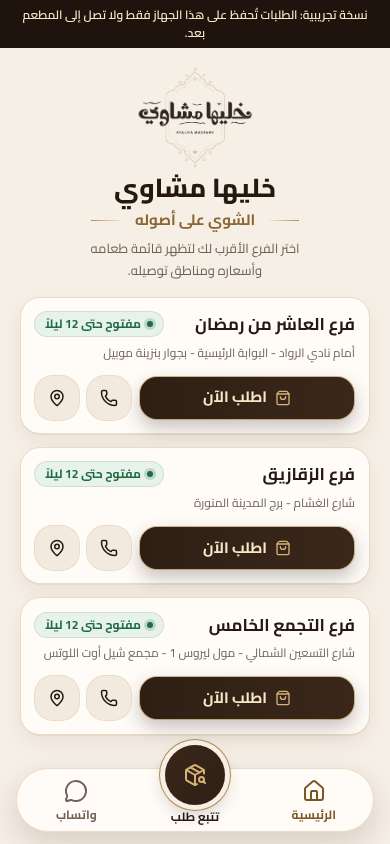 نسخة تجريبية: الطلبات تُحفظ على هذا الجهاز فقط ولا تصل إلى المطعم
بعد.
خليها مشاوي
خليها مشاوي
الشوي على أصوله
اختر الفرع الأقرب لك لتظهر قائمة طعامه
وأسعاره ومناطق توصيله.
فرع العاشر من رمضان
مفتوح حتى 12 ليلًا
أمام نادي الرواد - البوابة الرئيسية - بجوار بنزينة موبيل
اطلب الآن
فرع الزقازيق
مفتوح حتى 12 ليلًا
شارع الغشام - برج المدينة المنورة
اطلب الآن
فرع التجمع الخامس
مفتوح حتى 12 ليلًا
شارع التسعين الشمالي - مول ليروس 1 - مجمع شيل أوت اللوتس
اطلب الآن
الرئيسية
تتبع طلب
واتساب